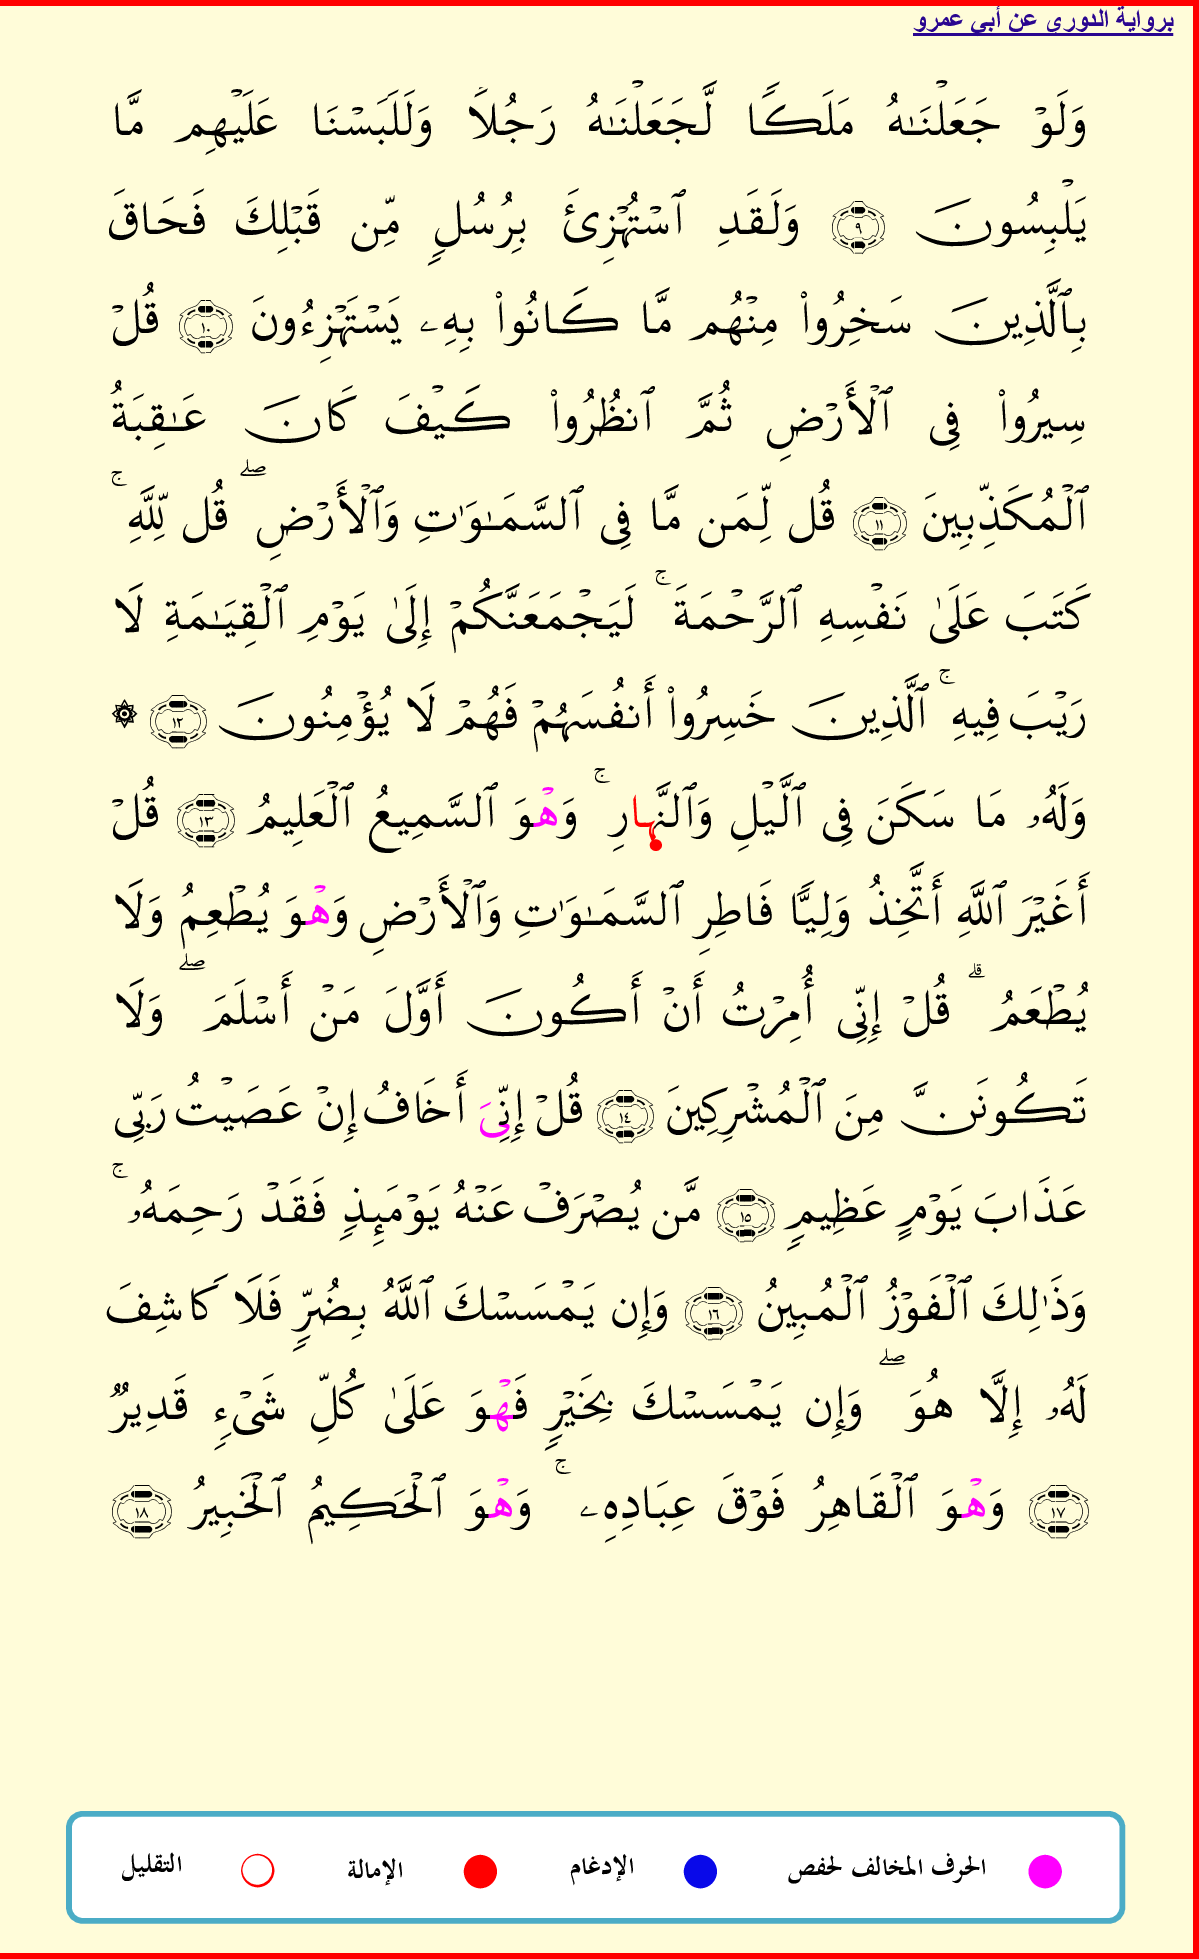 برواية الدوري عن أبي عمرو
وَلَوۡ جَعَلۡنَٰهُ مَلَكٗا لَّجَعَلۡنَٰهُ رَجُلٗا وَلَلَبَسۡنَا عَلَيۡهِم مَّا
يَلۡبِسُونَ ٩ وَلَقَدِ ٱسۡتُهۡزِئَ بِرُسُلٖ مِّن قَبۡلِكَ فَحَاقَ
بِٱلَّذِينَ سَخِرُواْ مِنۡهُم مَّا كَانُواْ بِهِۦ يَسۡتَهۡزِءُونَ ١٠ قُلۡ
سِيرُواْ فِي ٱلۡأَرۡضِ ثُمَّ ٱنظُرُواْ كَيۡفَ كَانَ عَٰقِبَةُ
ٱلۡمُكَذِّبِينَ ١١ قُل لِّمَن مَّا فِي ٱلسَّمَٰوَٰتِ وَٱلۡأَرۡضِۖ قُل لِّلَّهِۚ
كَتَبَ عَلَىٰ نَفۡسِهِ ٱلرَّحۡمَةَۚ لَيَجۡمَعَنَّكُمۡ إِلَىٰ يَوۡمِ ٱلۡقِيَٰمَةِ لَا
رَيۡبَ فِيهِۚ ٱلَّذِينَ خَسِرُواْ أَنفُسَهُمۡ فَهُمۡ لَا يُؤۡمِنُونَ ١٢ ۞
وَلَهُۥ مَا سَكَنَ فِي ٱلَّيۡلِ وَٱلنَّهارِۚ وَهۡوَ ٱلسَّمِيعُ ٱلۡعَلِيمُ ١٣ قُلۡ
أَغَيۡرَ ٱللَّهِ أَتَّخِذُ وَلِيّٗا فَاطِرِ ٱلسَّمَٰوَٰتِ وَٱلۡأَرۡضِ وَهۡوَ يُطۡعِمُ وَلَا
يُطۡعَمُۗ قُلۡ إِنِّي أُمِرۡتُ أَنۡ أَكُونَ أَوَّلَ مَنۡ أَسۡلَمَۖ وَلَا
تَكُونَنَّ مِنَ ٱلۡمُشۡرِكِينَ ١٤ قُلۡ إِنِّيَ أَخَافُ إِنۡ عَصَيۡتُ رَبِّي
عَذَابَ يَوۡمٍ عَظِيمٖ ١٥ مَّن يُصۡرَفۡ عَنۡهُ يَوۡمَئِذٖ فَقَدۡ رَحِمَهُۥۚ
وَذَٰلِكَ ٱلۡفَوۡزُ ٱلۡمُبِينُ ١٦ وَإِن يَمۡسَسۡكَ ٱللَّهُ بِضُرّٖ فَلَا كَاشِفَ
لَهُۥ إِلَّا هُوَۖ وَإِن يَمۡسَسۡكَ بِخَيۡرٖ فَهۡوَ عَلَىٰ كُلِّ شَيۡءٖ قَدِيرٞ
١٧ وَهۡوَ ٱلۡقَاهِرُ فَوۡقَ عِبَادِهِۦۚ وَهۡوَ ٱلۡحَكِيمُ ٱلۡخَبِيرُ ١٨
الحرف المخالف لحفص الإدغام الإمالة التقليل